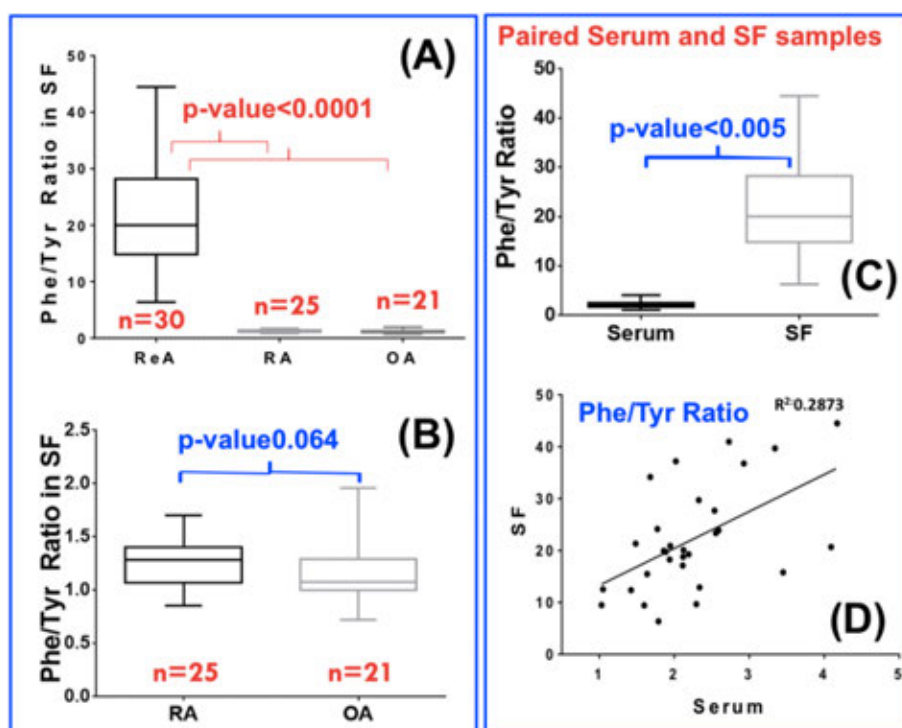 (A)
Phe/Tyr Ratio in SF
50
40
30
20
10
0
p-value<0.0001
n=30
n=25
n=21
ReA
RA
OA
(B)
Phe/Tyr Ratio in SF
2.5
2.0
1.5
1.0
0.5
0.0
p-value0.064
n=25
n=21
RA
OA
Paired Serum and SF samples
Phe/Tyr Ratio
50
40
30
20
10
0
p-value<0.005
(C)
Serum
SF
Phe/Tyr Ratio
R²:0.2873
SF
50
40
30
20
10
0
(D)
1
2
3
4
5
Serum